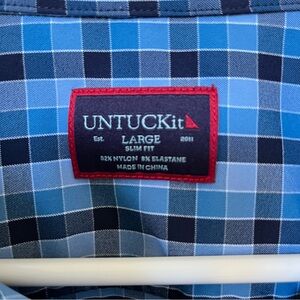 UNTUCKit
Est. LARGE 2011
SLIM FIT
92% NYLON 8% ELASTANE
MADE IN CHINA